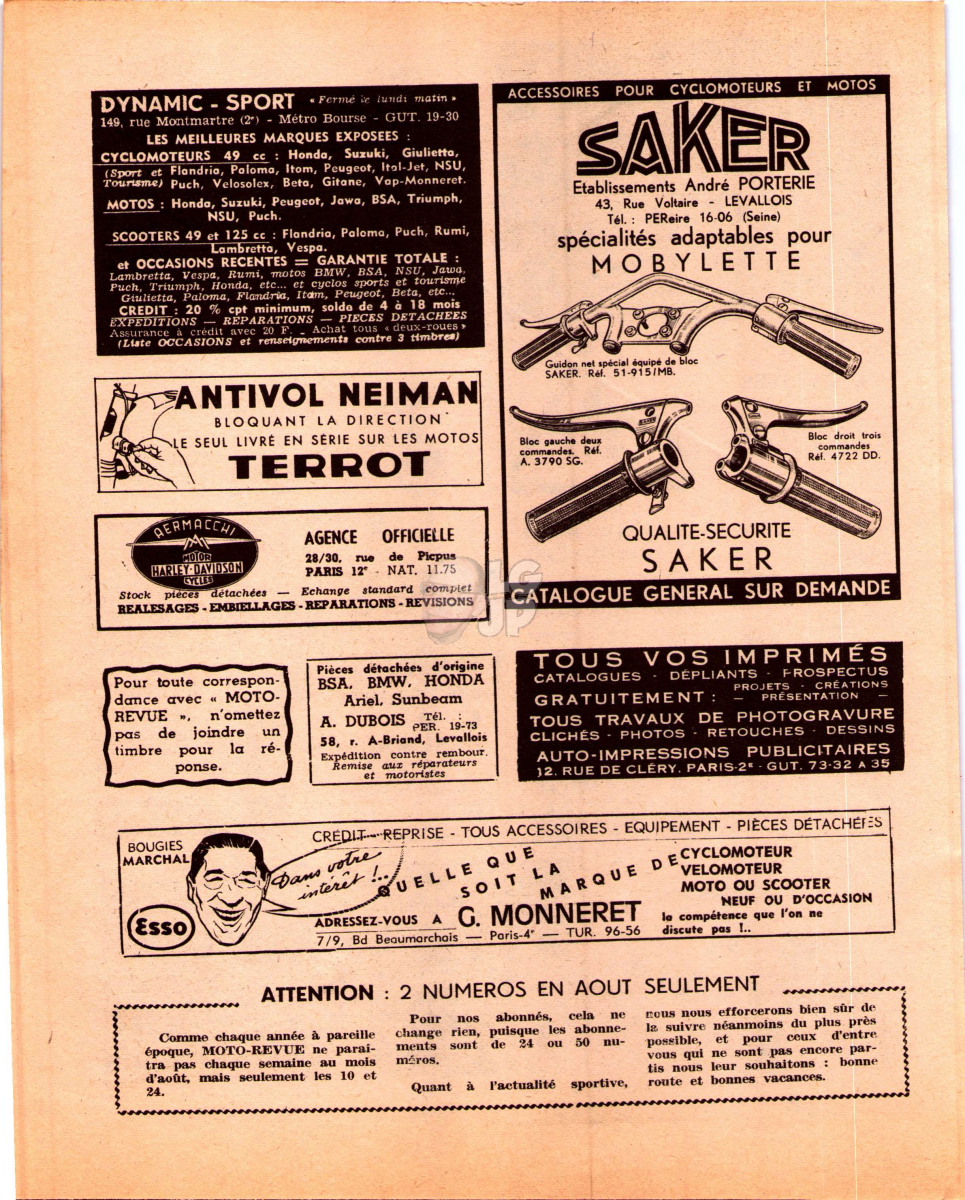 DYNAMIC - SPORT « Fermé le lundi matin »
149, rue Montmartre (2e) - Métro Bourse - GUT. 19-30
LES MEILLEURES MARQUES EXPOSEES :
CYCLOMOTEURS 49 cc : Honda, Suzuki, Giulietta,
(Sport et Flandria, Paloma, Itom, Peugeot, Ital-Jet, NSU,
Tourisme) Puch, Velosolex, Beta, Gitane, Vap-Monneret.
MOTOS : Honda, Suzuki, Peugeot, Jawa, BSA, Triumph,
NSU, Puch.
SCOOTERS 49 et 125 cc : Flandria, Paloma, Puch, Rumi,
Lambretta, Vespa.
et OCCASIONS RECENTES = GARANTIE TOTALE :
Lambretta, Vespa, Rumi, motos BMW, BSA, NSU, Jawa,
Puch, Triumph, Honda, etc... et cyclos sports et tourisme
Giulietta, Paloma, Flandria, Itom, Peugeot, Beta, etc...
CREDIT : 20 % cpt minimum, solde de 4 à 18 mois
EXPEDITIONS — REPARATIONS — PIECES DETACHEES
Assurance à crédit avec 20 F. - Achat tous « deux-roues »
(Liste OCCASIONS et renseignements contre 3 timbres)
ACCESSOIRES POUR CYCLOMOTEURS ET MOTOS
SAKER
Etablissements André PORTERIE
43, Rue Voltaire - LEVALLOIS
Tél. : PEReire 16-06 (Seine)
spécialités adaptables pour
MOBYLETTE
Guidon net spécial équipé de bloc
SAKER. Réf. 51-915/MB.
Bloc gauche deux
commandes. Réf.
A. 3790 SG.
Bloc droit trois
commandes
Réf. 4722 DD.
QUALITE-SECURITE
SAKER
CATALOGUE GENERAL SUR DEMANDE
ANTIVOL NEIMAN
BLOQUANT LA DIRECTION
LE SEUL LIVRÉ EN SÉRIE SUR LES MOTOS
TERROT
AERMACCHI
MOTOR
HARLEY-DAVIDSON
CYCLES
AGENCE OFFICIELLE
28/30, rue de Picpus
PARIS 12e - NAT. 11.75
Stock pièces détachées — Echange standard complet
REALESAGES - EMBIELLAGES - REPARATIONS - REVISIONS
LGC
JP
Pour toute correspon-
dance avec « MOTO-
REVUE », n'omettez
pas de joindre un
timbre pour la ré-
ponse.
Pièces détachées d'origine
BSA, BMW, HONDA
Ariel, Sunbeam
A. DUBOIS Tél. :
PER. 19-73
58, r. A-Briand, Levallois
Expédition contre rembour.
Remise aux réparateurs
et motoristes
TOUS VOS IMPRIMÉS
CATALOGUES - DÉPLIANTS - PROSPECTUS
GRATUITEMENT : PROJETS - CRÉATIONS
— PRÉSENTATION —
TOUS TRAVAUX DE PHOTOGRAVURE
CLICHÉS - PHOTOS - RETOUCHES - DESSINS
AUTO-IMPRESSIONS PUBLICITAIRES
12, RUE DE CLÉRY, PARIS-2e - GUT. 73-32 A 35
BOUGIES
MARCHAL
Esso
CREDIT - REPRISE - TOUS ACCESSOIRES - EQUIPEMENT - PIÈCES DÉTACHÉES
Dans votre
intérêt !..
QUELLE QUE
SOIT LA
MARQUE DE
CYCLOMOTEUR
VELOMOTEUR
MOTO OU SCOOTER
NEUF OU D'OCCASION
la compétence que l'on ne
discute pas !..
ADRESSEZ-VOUS A G. MONNERET
7/9, Bd Beaumarchais — Paris-4e — TUR. 96-56
ATTENTION : 2 NUMEROS EN AOUT SEULEMENT
Comme chaque année à pareille
époque, MOTO-REVUE ne parai-
tra pas chaque semaine au mois
d'août, mais seulement les 10 et
24.
Pour nos abonnés, cela ne
change rien, puisque les abonne-
ments sont de 24 ou 50 nu-
méros.
Quant à l'actualité sportive,
nous nous efforcerons bien sûr de
la suivre néanmoins du plus près
possible, et pour ceux d'entre
vous qui ne sont pas encore par-
tis nous leur souhaitons : bonne
route et bonnes vacances.